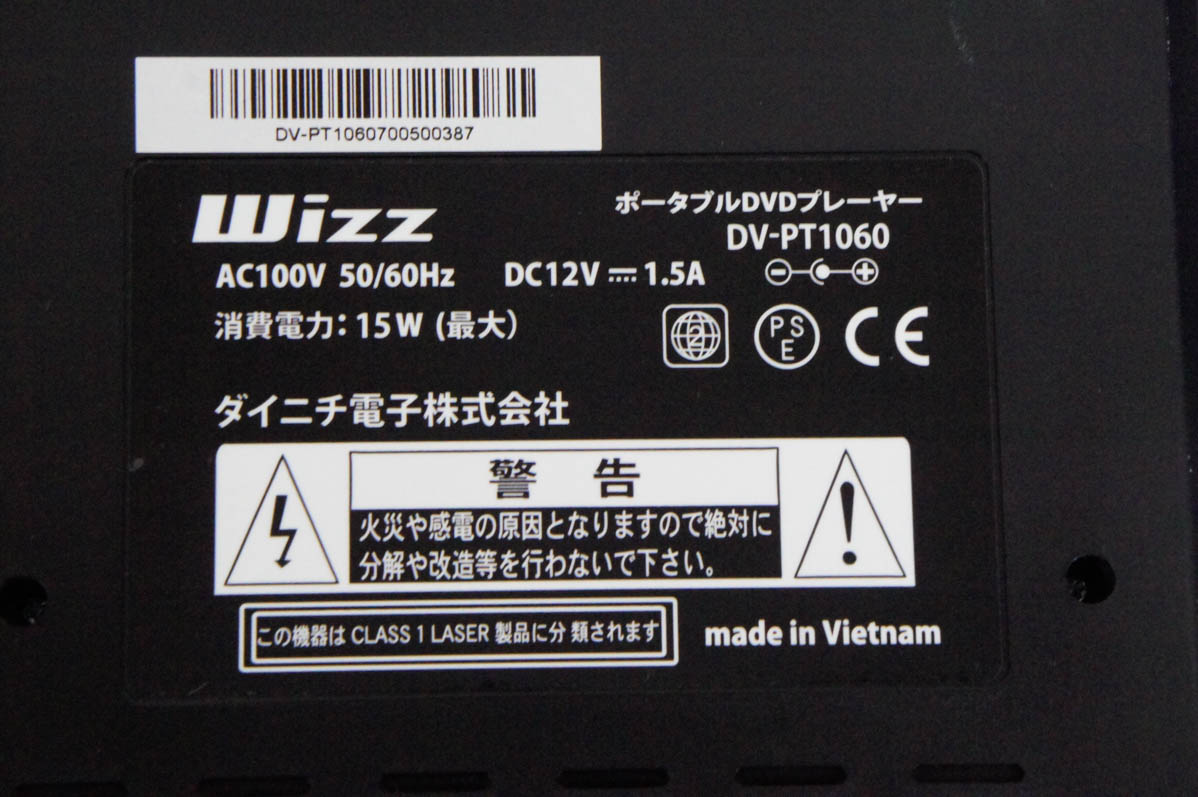 DV-PT1060700500387
Wizz
ポータブルDVDプレーヤー
DV-PT1060
AC100V 50/60Hz DC12V ⎓ 1.5A
消費電力：15W (最大)
2
PSE
CE
ダイニチ電子株式会社
警告
火災や感電の原因となりますので絶対に
分解や改造等を行わないで下さい。
この機器は CLASS 1 LASER 製品に分 類されます
made in Vietnam